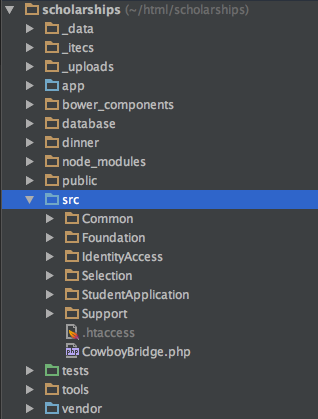 scholarships (~/html/scholarships)
_data
_itecs
_uploads
app
bower_components
database
dinner
node_modules
public
src
Common
Foundation
IdentityAccess
Selection
StudentApplication
Support
.htaccess
php CowboyBridge.php
tests
tools
vendor